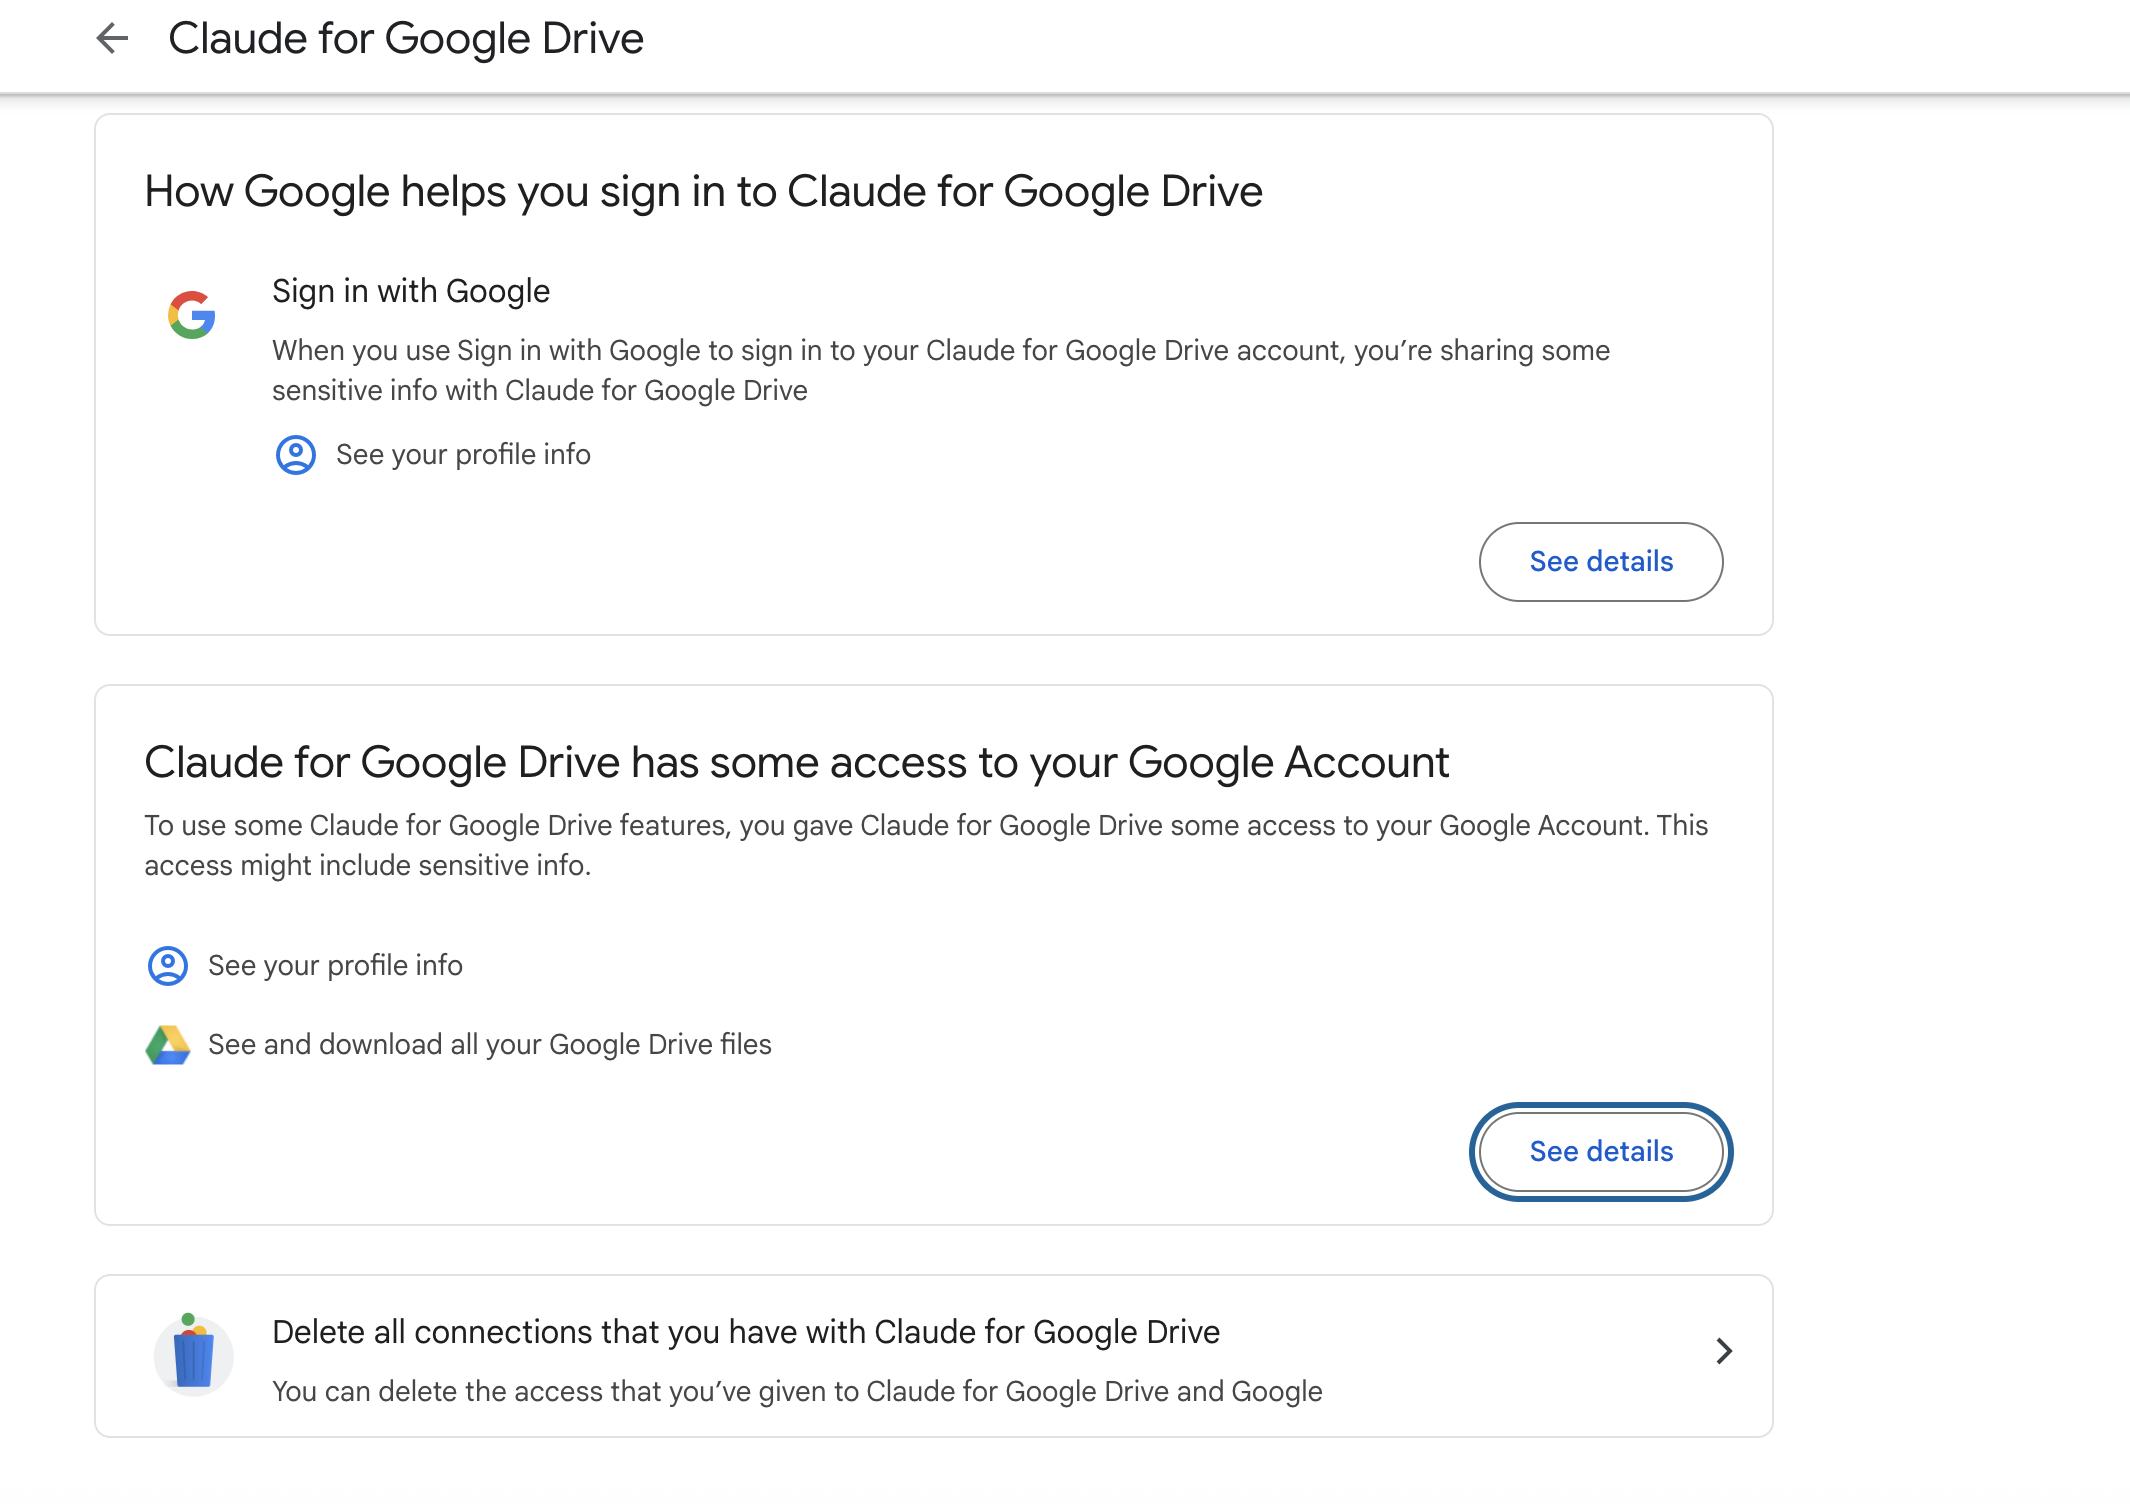 Claude for Google Drive
How Google helps you sign in to Claude for Google Drive
Sign in with Google
When you use Sign in with Google to sign in to your Claude for Google Drive account, you’re sharing some
sensitive info with Claude for Google Drive
See your profile info
See details
Claude for Google Drive has some access to your Google Account
To use some Claude for Google Drive features, you gave Claude for Google Drive some access to your Google Account. This
access might include sensitive info.
See your profile info
See and download all your Google Drive files
See details
Delete all connections that you have with Claude for Google Drive
You can delete the access that you’ve given to Claude for Google Drive and Google